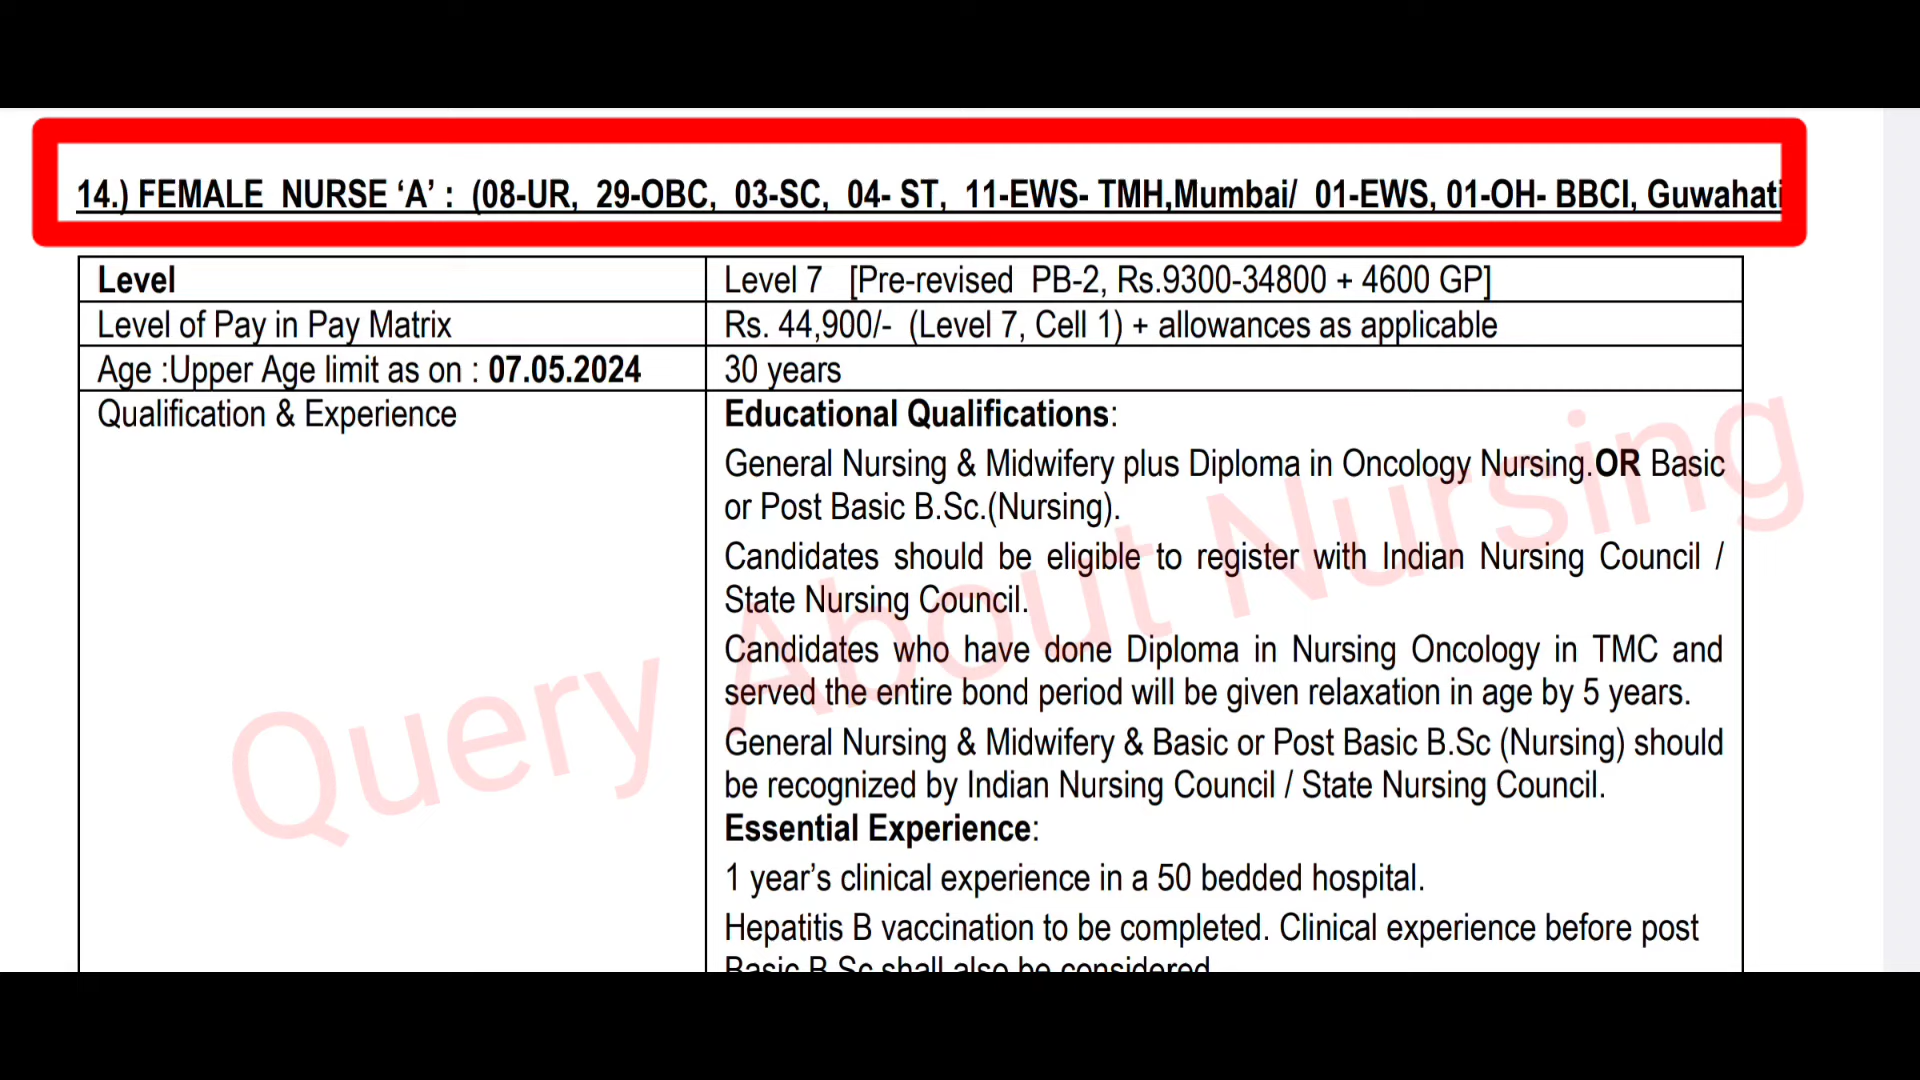 14.) FEMALE NURSE ‘A’ : (08-UR, 29-OBC, 03-SC, 04- ST, 11-EWS- TMH,Mumbai/ 01-EWS, 01-OH- BBCI, Guwahati
Level Level 7 [Pre-revised PB-2, Rs.9300-34800 + 4600 GP]
Level of Pay in Pay Matrix Rs. 44,900/- (Level 7, Cell 1) + allowances as applicable
Age :Upper Age limit as on : 07.05.2024 30 years
Qualification & Experience Educational Qualifications:
General Nursing & Midwifery plus Diploma in Oncology Nursing.OR Basic
or Post Basic B.Sc.(Nursing).
Candidates should be eligible to register with Indian Nursing Council /
State Nursing Council.
Candidates who have done Diploma in Nursing Oncology in TMC and
served the entire bond period will be given relaxation in age by 5 years.
General Nursing & Midwifery & Basic or Post Basic B.Sc (Nursing) should
be recognized by Indian Nursing Council / State Nursing Council.
Essential Experience:
1 year’s clinical experience in a 50 bedded hospital.
Hepatitis B vaccination to be completed. Clinical experience before post
Basic B.Sc shall also be considered
Query About Nursing